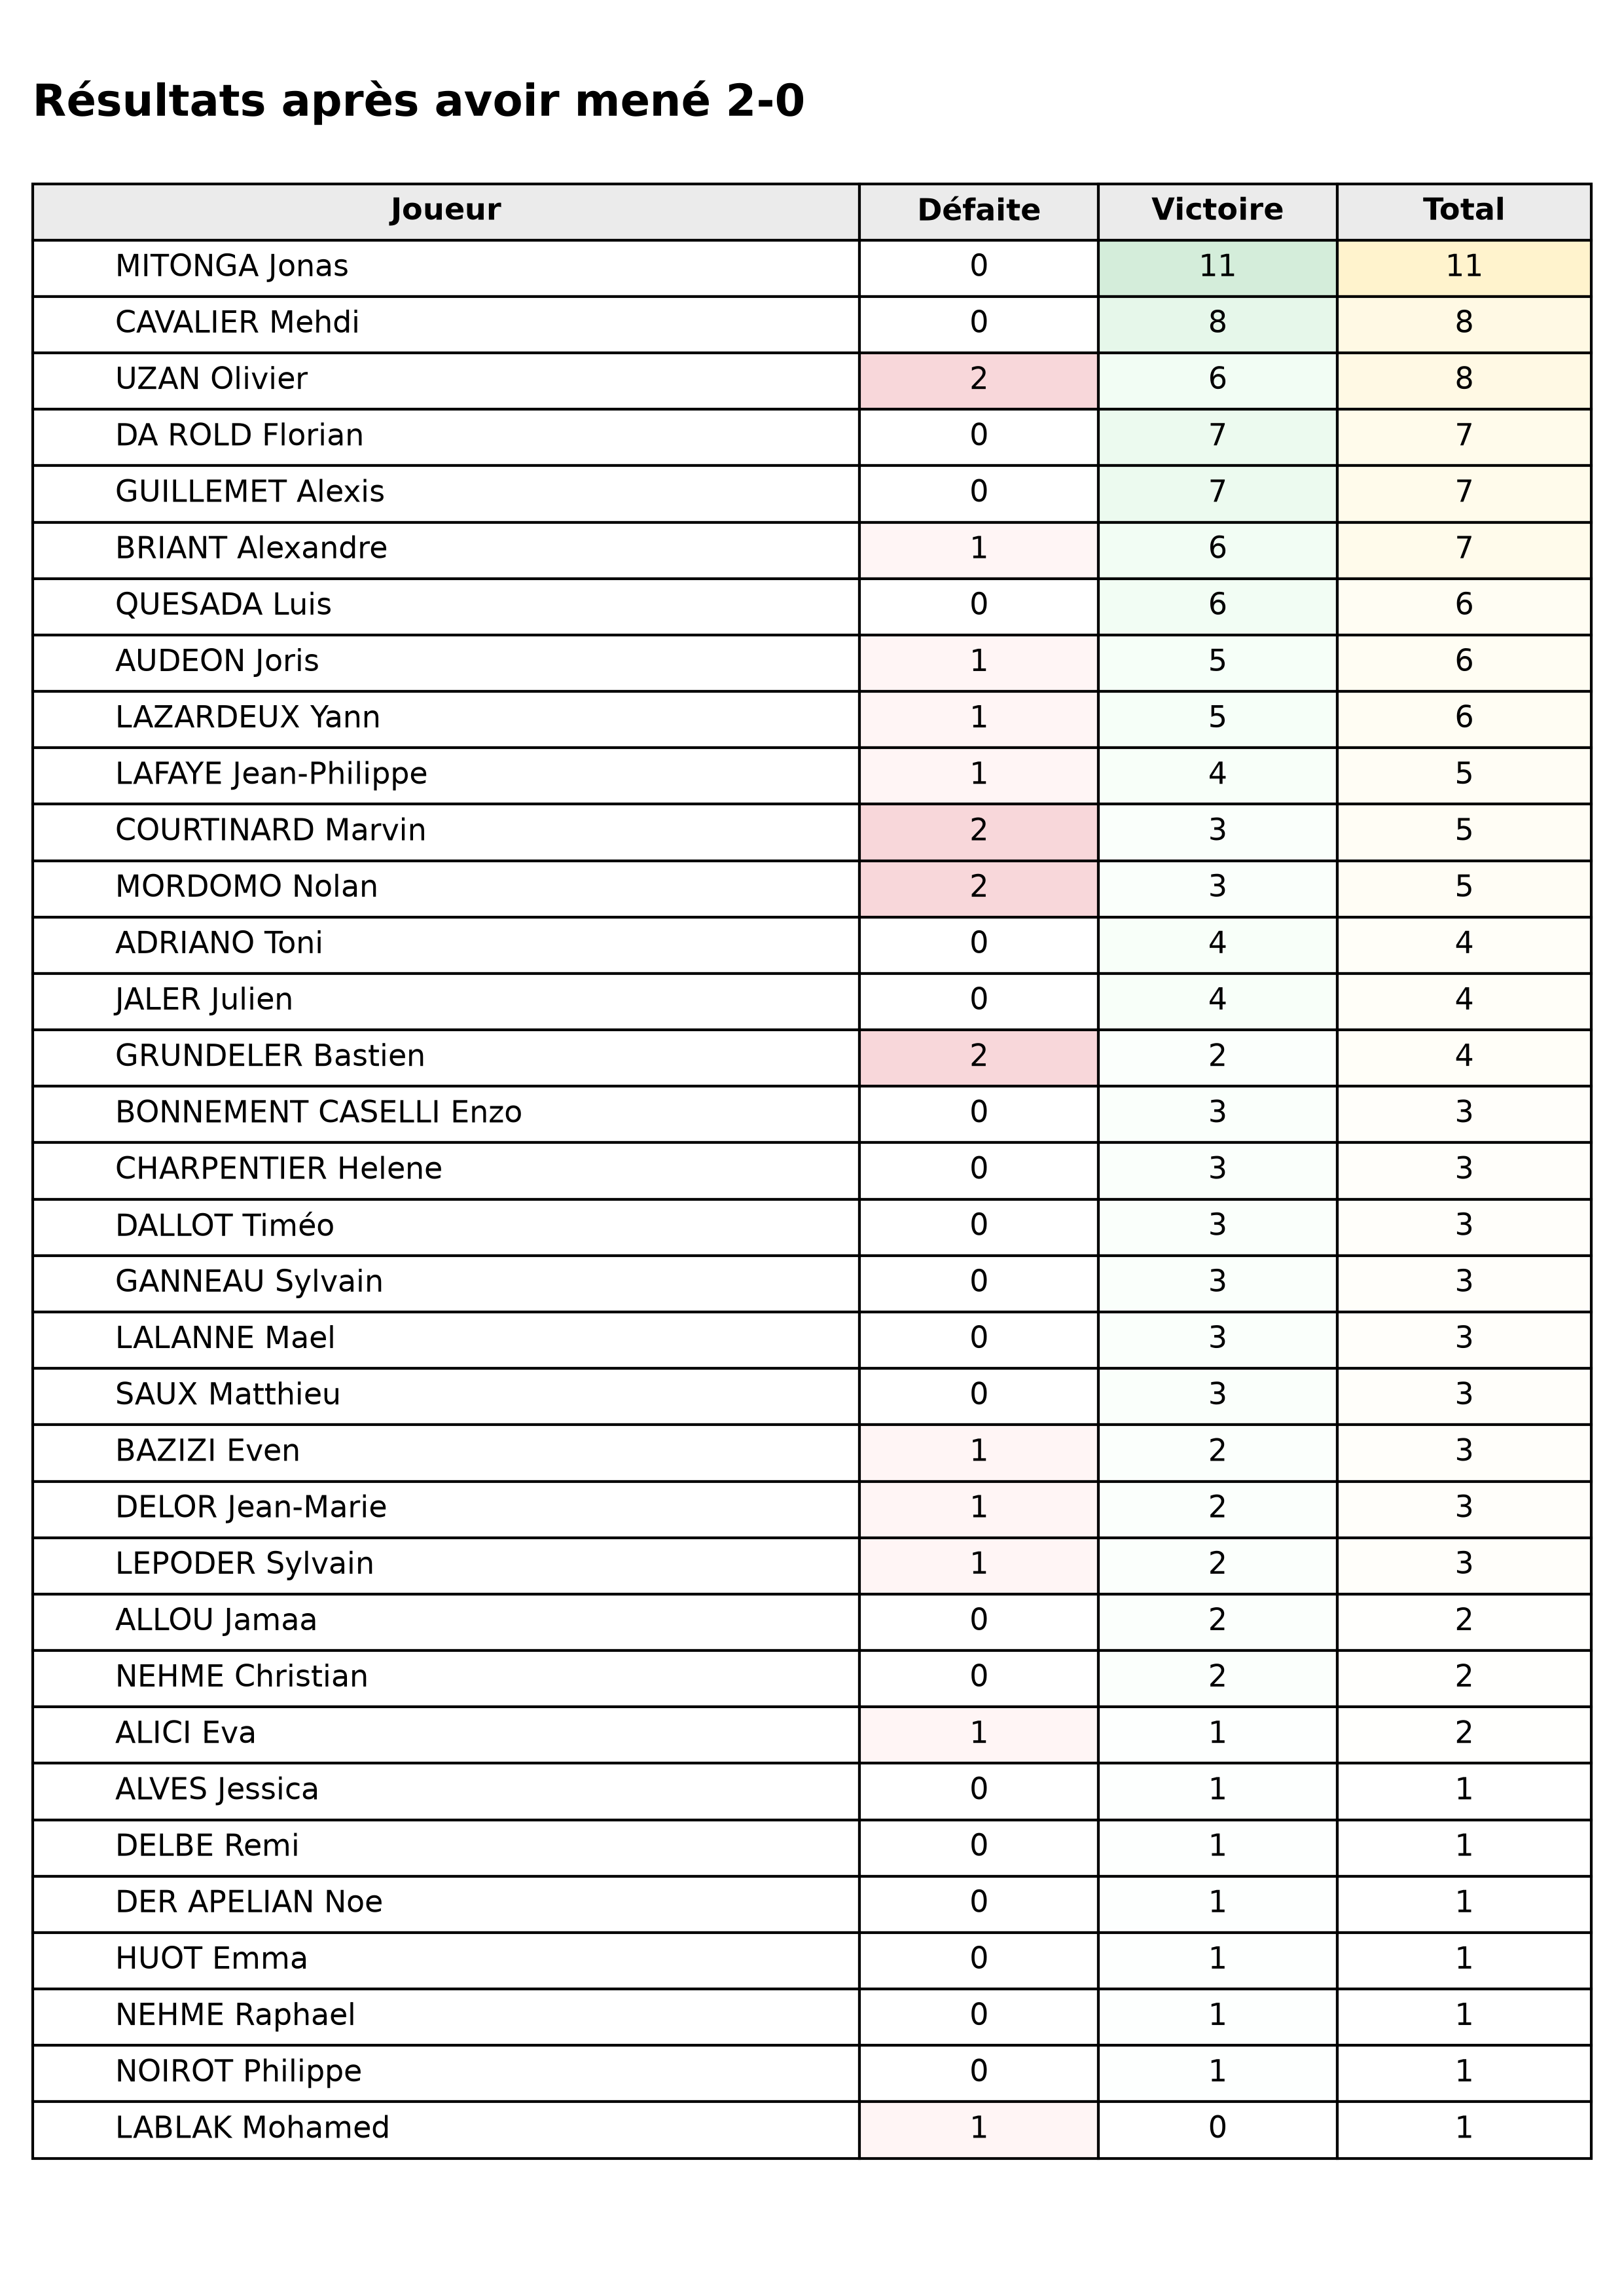 Résultats après avoir mené 2-0
Joueur Défaite Victoire Total
MITONGA Jonas 0 11 11
CAVALIER Mehdi 0 8 8
UZAN Olivier 2 6 8
DA ROLD Florian 0 7 7
GUILLEMET Alexis 0 7 7
BRIANT Alexandre 1 6 7
QUESADA Luis 0 6 6
AUDEON Joris 1 5 6
LAZARDEUX Yann 1 5 6
LAFAYE Jean-Philippe 1 4 5
COURTINARD Marvin 2 3 5
MORDOMO Nolan 2 3 5
ADRIANO Toni 0 4 4
JALER Julien 0 4 4
GRUNDELER Bastien 2 2 4
BONNEMENT CASELLI Enzo 0 3 3
CHARPENTIER Helene 0 3 3
DALLOT Timéo 0 3 3
GANNEAU Sylvain 0 3 3
LALANNE Mael 0 3 3
SAUX Matthieu 0 3 3
BAZIZI Even 1 2 3
DELOR Jean-Marie 1 2 3
LEPODER Sylvain 1 2 3
ALLOU Jamaa 0 2 2
NEHME Christian 0 2 2
ALICI Eva 1 1 2
ALVES Jessica 0 1 1
DELBE Remi 0 1 1
DER APELIAN Noe 0 1 1
HUOT Emma 0 1 1
NEHME Raphael 0 1 1
NOIROT Philippe 0 1 1
LABLAK Mohamed 1 0 1